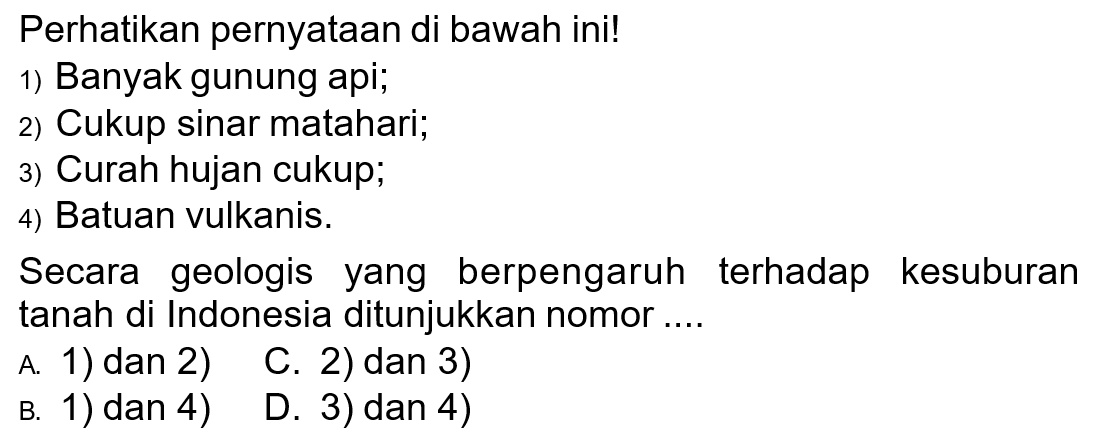 Perhatikan pernyataan di bawah ini!
1) Banyak gunung api;
2) Cukup sinar matahari;
3) Curah hujan cukup;
4) Batuan vulkanis.
Secara geologis yang berpengaruh terhadap kesuburan
tanah di Indonesia ditunjukkan nomor ....
A. 1) dan 2) C. 2) dan 3)
B. 1) dan 4) D. 3) dan 4)